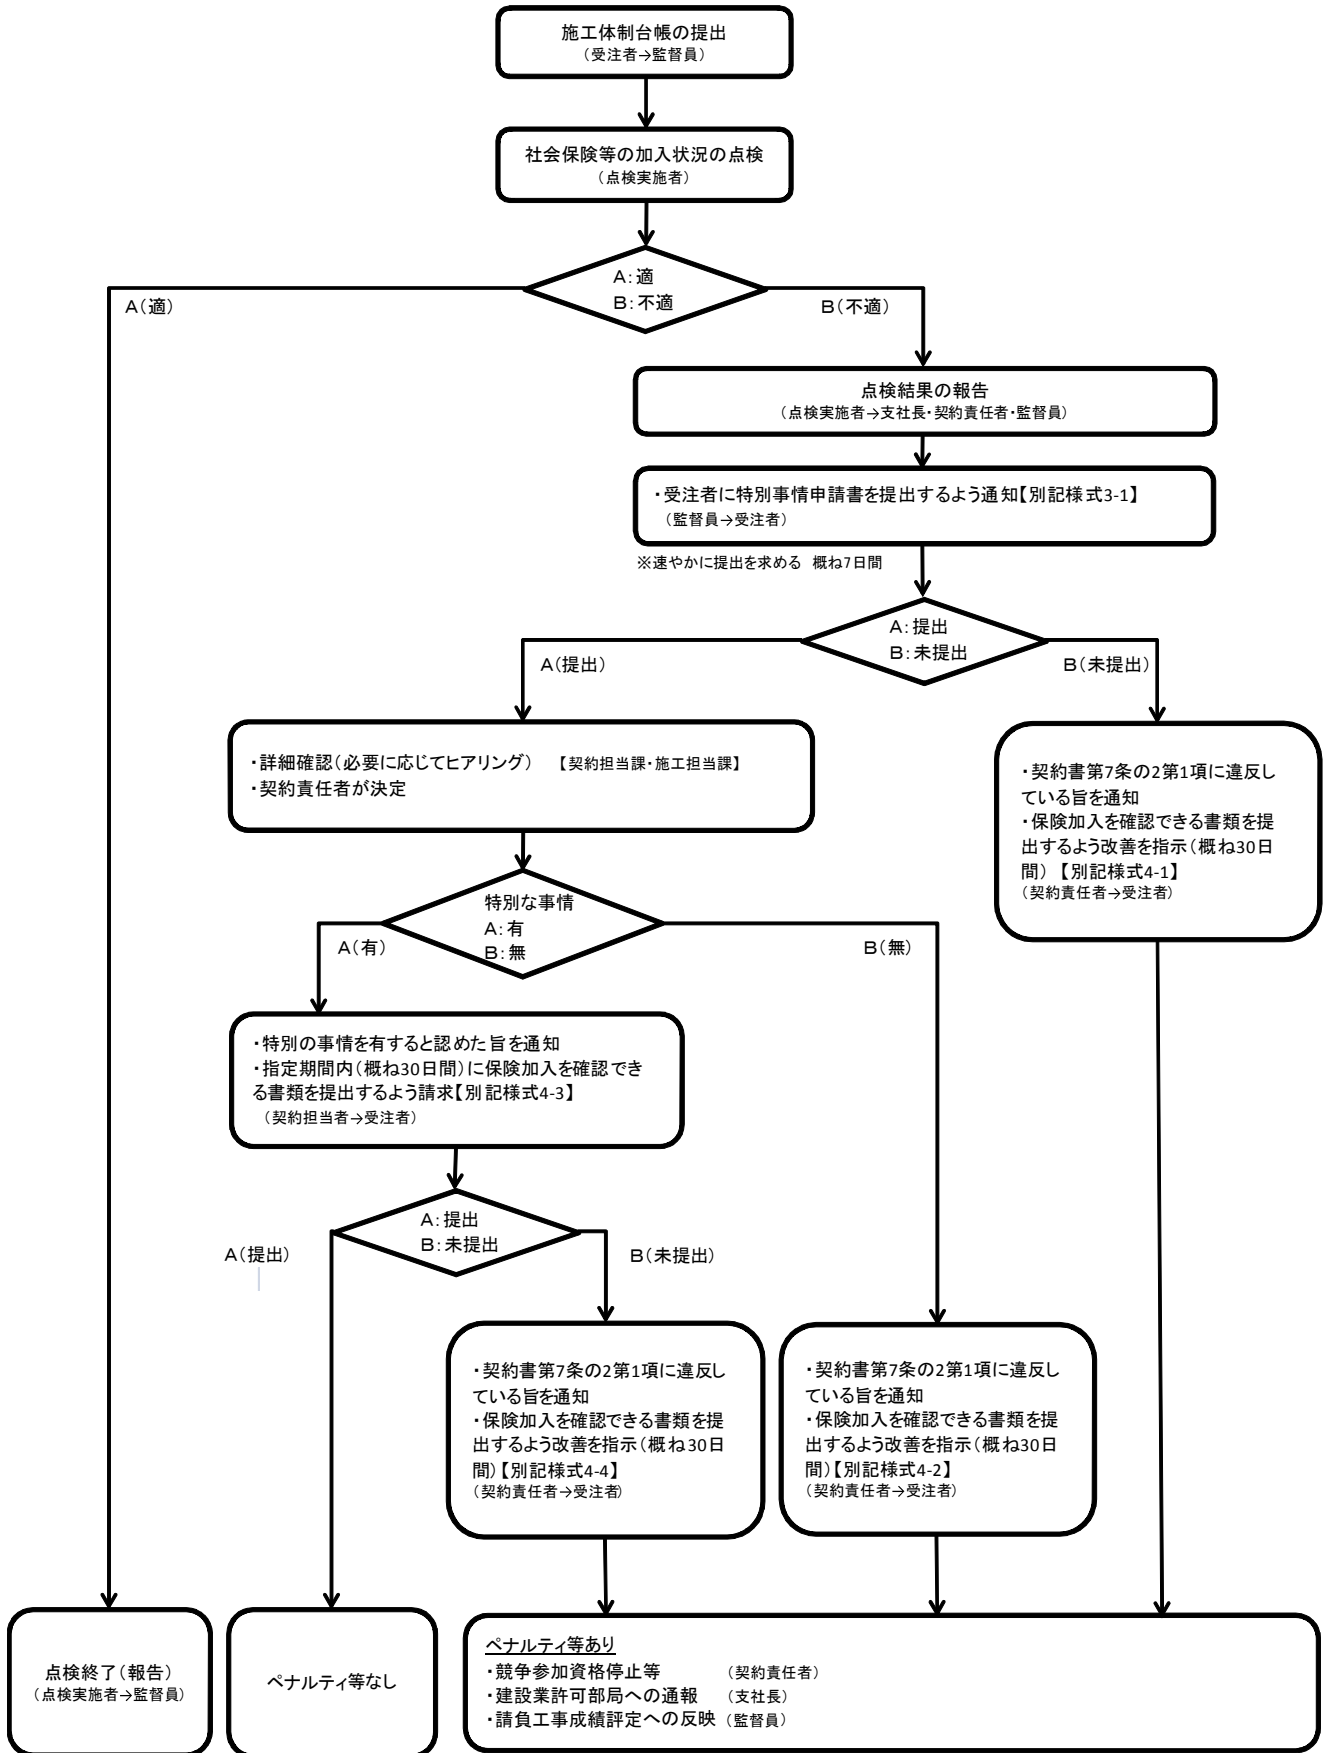 施工体制台帳の提出
（受注者→監督員）
社会保険等の加入状況の点検
（点検実施者）
A：適
B：不適
A（適）
B（不適）
点検結果の報告
（点検実施者→支社長・契約責任者・監督員）
・受注者に特別事情申請書を提出するよう通知【別記様式3-1】
（監督員→受注者）
※速やかに提出を求める　概ね7日間
A：提出
B：未提出
A（提出）
B（未提出）
・詳細確認（必要に応じてヒアリング）　【契約担当課・施工担当課】
・契約責任者が決定
・契約書第7条の2第1項に違反し
ている旨を通知
・保険加入を確認できる書類を提
出するよう改善を指示（概ね30日
間）　【別記様式4-1】
（契約責任者→受注者）
特別な事情
A：有
B：無
A（有）
B（無）
・特別の事情を有すると認めた旨を通知
・指定期間内（概ね30日間）に保険加入を確認でき
る書類を提出するよう請求【別記様式4-3】
（契約担当者→受注者）
A：提出
B：未提出
A（提出）
B（未提出）
・契約書第7条の2第1項に違反し
ている旨を通知
・保険加入を確認できる書類を提
出するよう改善を指示（概ね30日
間）【別記様式4-4】
（契約責任者→受注者）
・契約書第7条の2第1項に違反し
ている旨を通知
・保険加入を確認できる書類を提
出するよう改善を指示（概ね30日
間）【別記様式4-2】
（契約責任者→受注者）
点検終了（報告）
（点検実施者→監督員）
ペナルティ等なし
ペナルティ等あり
・競争参加資格停止等　　　（契約責任者）
・建設業許可部局への通報　（支社長）
・請負工事成績評定への反映　（監督員）